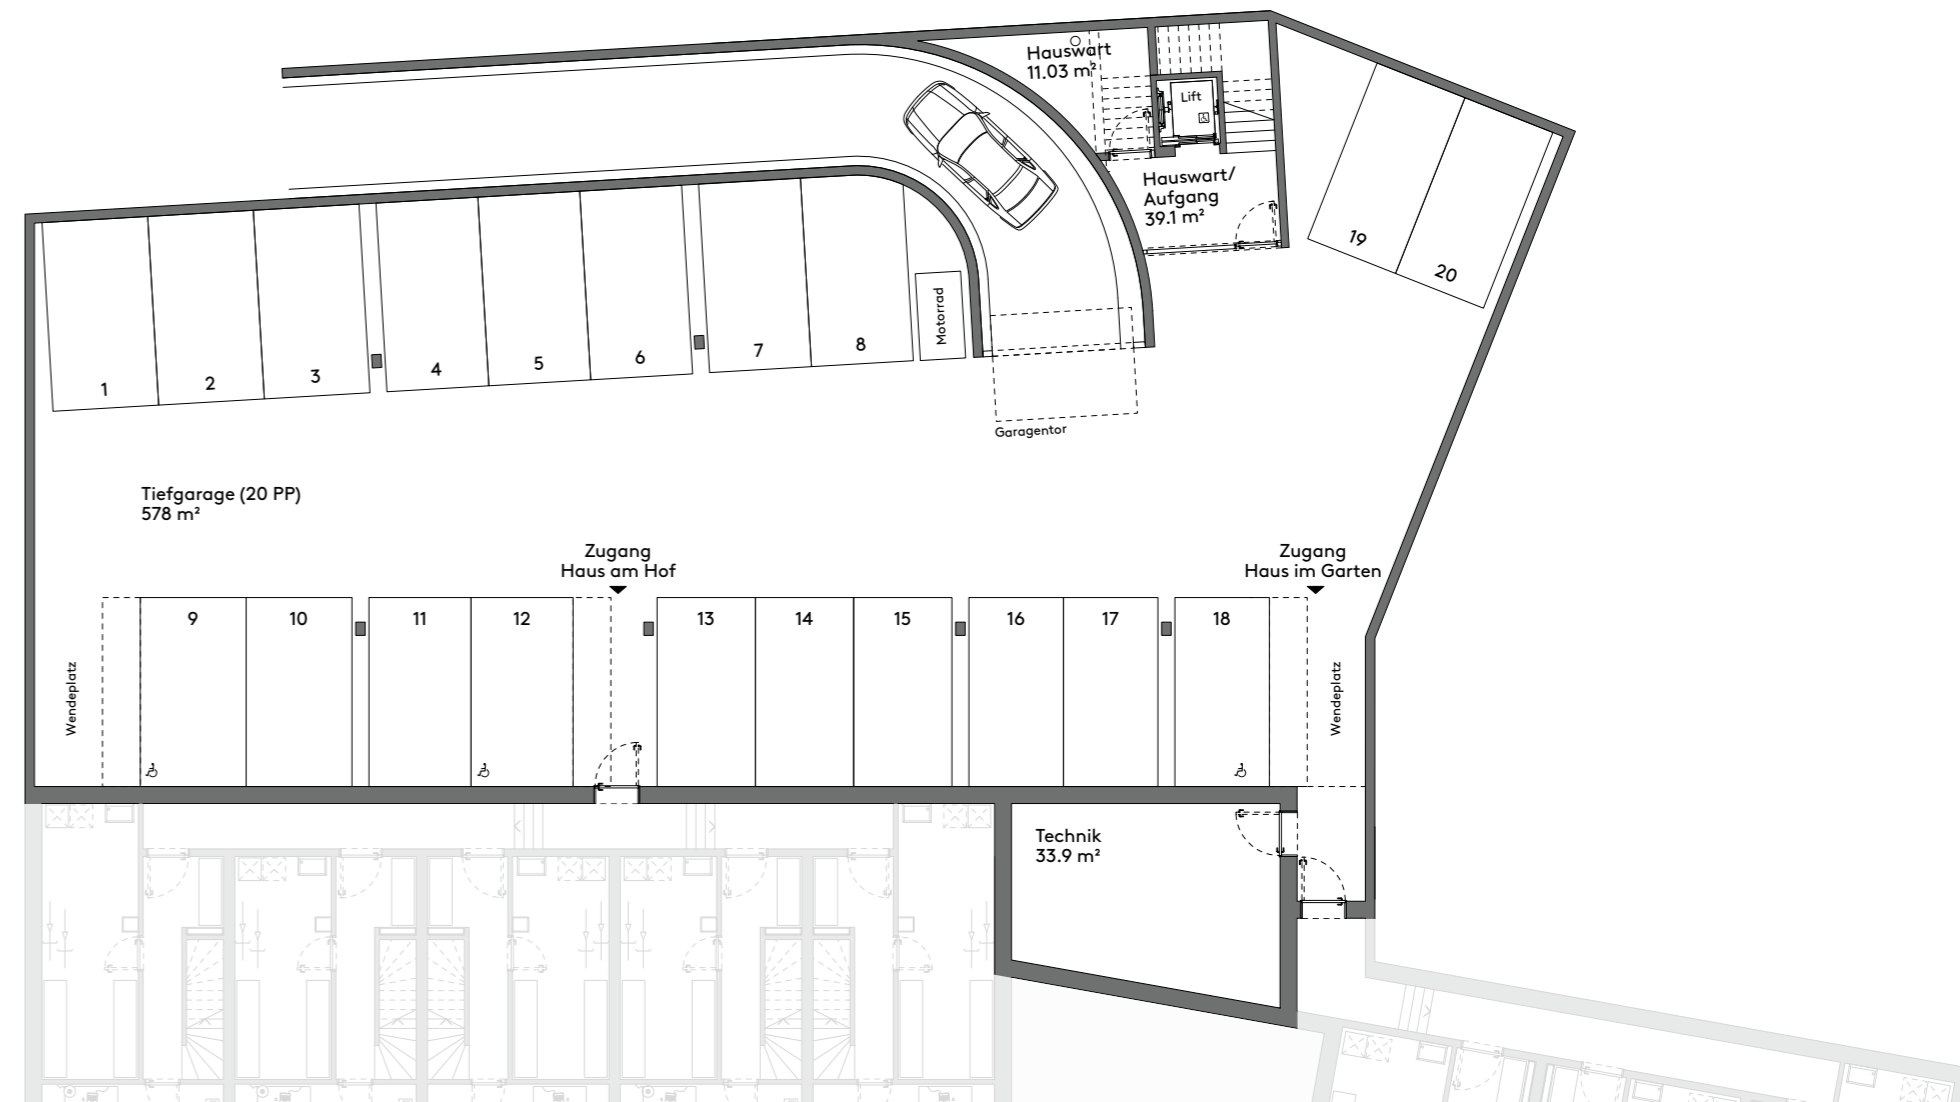 Hauswart
11.03 m²
Lift
Hauswart/
Aufgang
39.1 m²
19
20
1
2
3
4
5
6
7
8
Motorrad
Garagentor
Tiefgarage (20 PP)
578 m²
Zugang
Haus am Hof
Zugang
Haus im Garten
Wendeplatz
9
10
11
12
13
14
15
16
17
18
Wendeplatz
Technik
33.9 m²